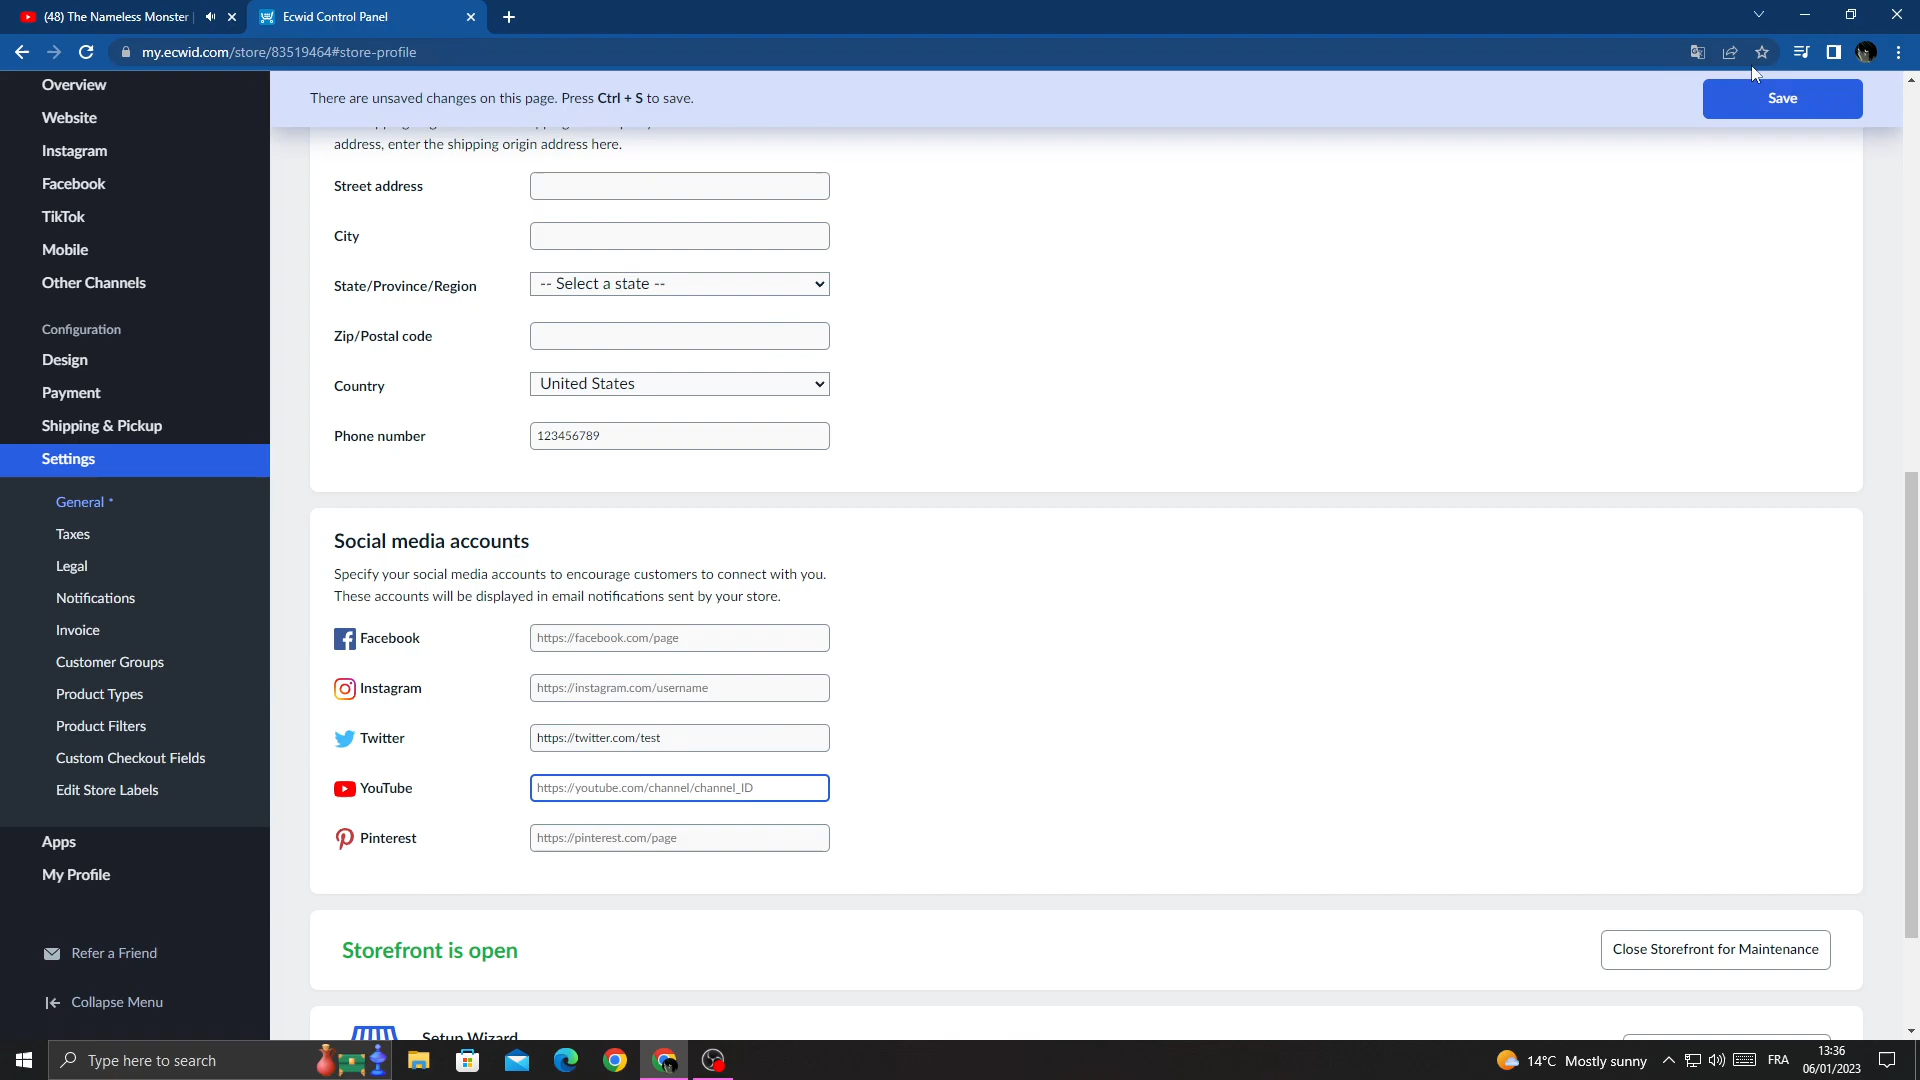 (48) The Nameless Monster
Ecwid Control Panel
my.ecwid.com/store/83519464#store-profile
There are unsaved changes on this page. Press Ctrl + S to save.
Save
Overview
Website
Instagram
Facebook
TikTok
Mobile
Other Channels
Configuration
Design
Payment
Shipping & Pickup
Settings
General *
Taxes
Legal
Notifications
Invoice
Customer Groups
Product Types
Product Filters
Custom Checkout Fields
Edit Store Labels
Apps
My Profile
Refer a Friend
Collapse Menu
address, enter the shipping origin address here.
Street address
City
State/Province/Region
-- Select a state --
Zip/Postal code
Country
United States
Phone number
123456789
Social media accounts
Specify your social media accounts to encourage customers to connect with you.
These accounts will be displayed in email notifications sent by your store.
Facebook
https://facebook.com/page
Instagram
https://instagram.com/username
Twitter
https://twitter.com/test
YouTube
https://youtube.com/channel/channel_ID
Pinterest
https://pinterest.com/page
Storefront is open
Close Storefront for Maintenance
Setup Wizard
Type here to search
14°C Mostly sunny
FRA
13:36
06/01/2023